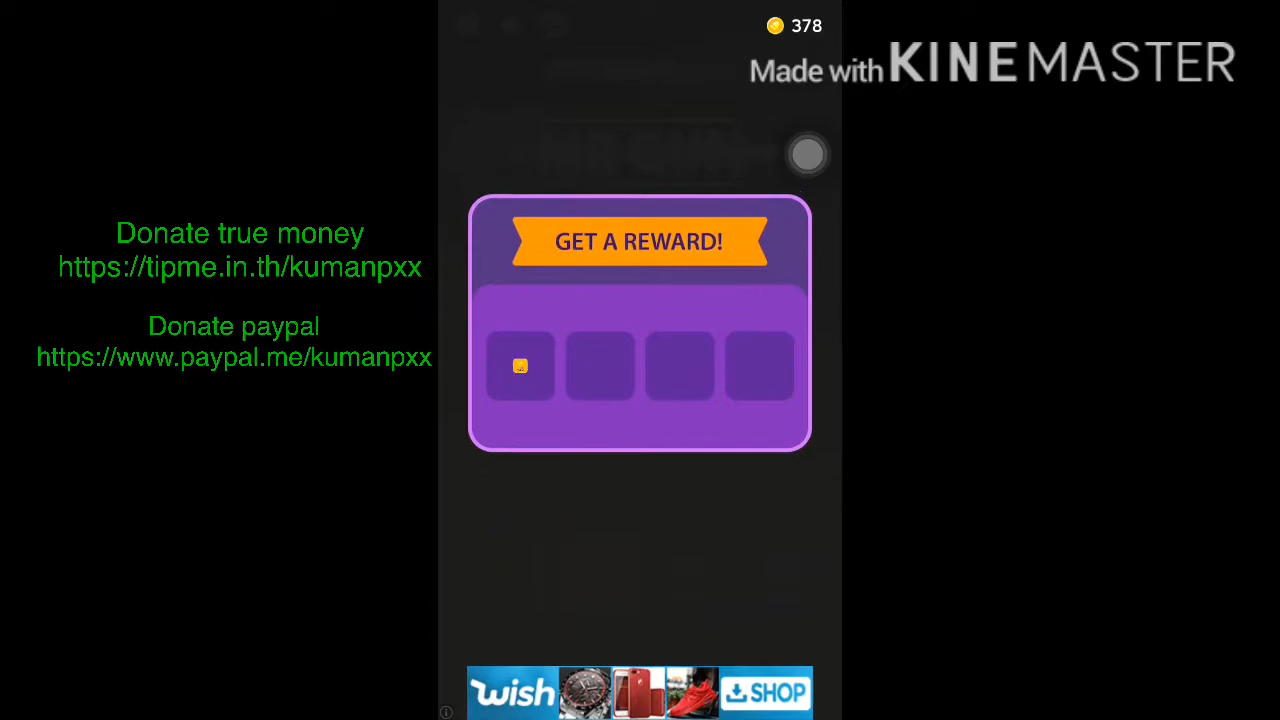 378
Made with KINEMASTER
Donate true money
https://tipme.in.th/kumanpxx
GET A REWARD!
Donate paypal
https://www.paypal.me/kumanpxx
wish
SHOP